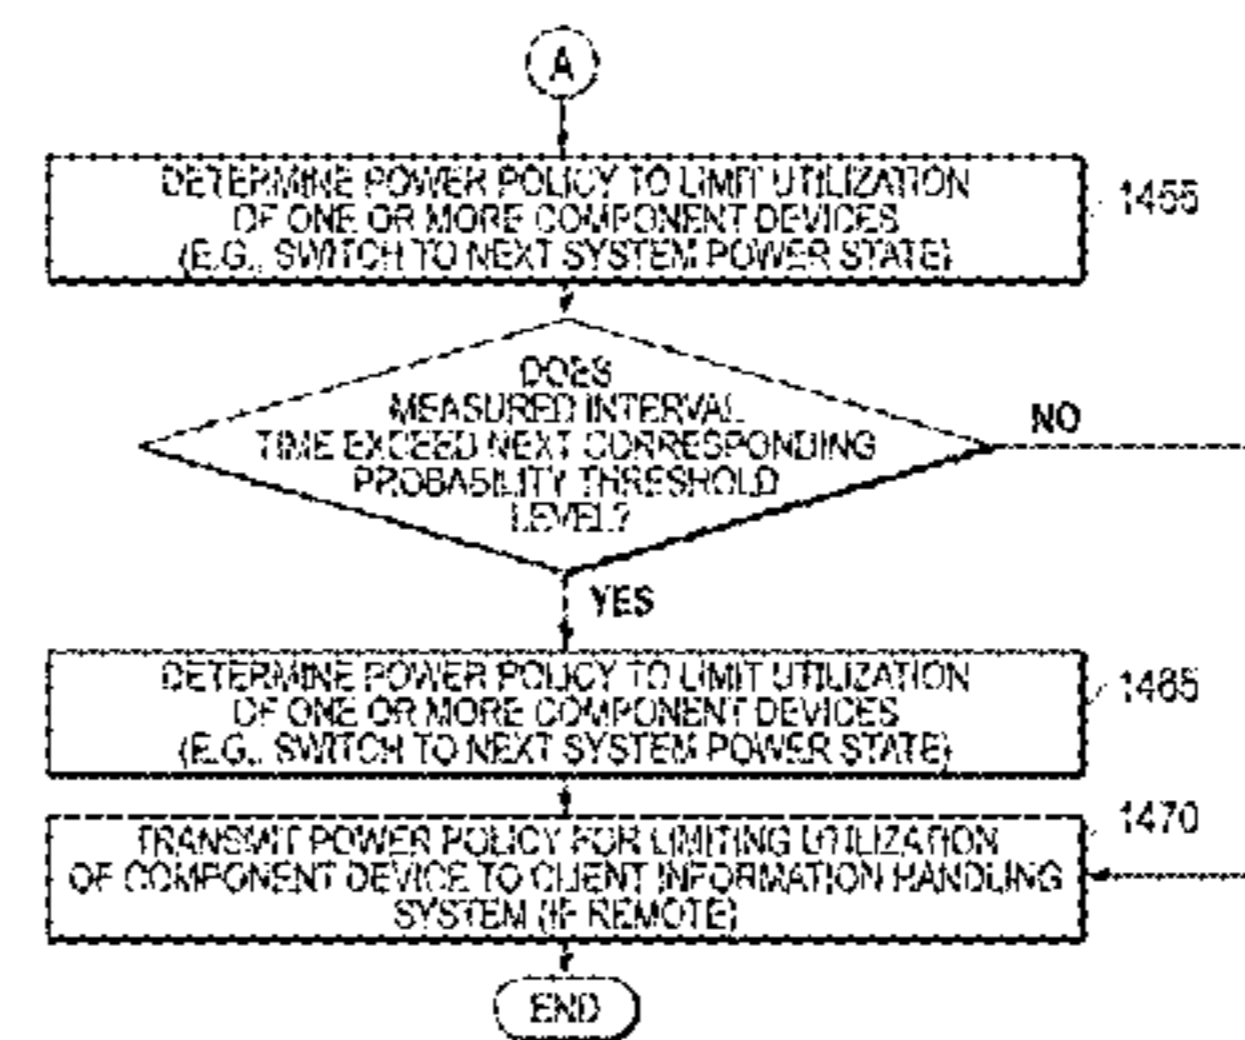 A
DETERMINE POWER POLICY TO LIMIT UTILIZATION
OF ONE OR MORE COMPONENT DEVICES
(E.G., SWITCH TO NEXT SYSTEM POWER STATE)
1455
DOES
MEASURED INTERVAL
TIME EXCEED NEXT CORRESPONDING
PROBABILITY THRESHOLD
LEVEL?
NO
YES
DETERMINE POWER POLICY TO LIMIT UTILIZATION
OF ONE OR MORE COMPONENT DEVICES
(E.G., SWITCH TO NEXT SYSTEM POWER STATE)
1465
TRANSMIT POWER POLICY FOR LIMITING UTILIZATION
OF COMPONENT DEVICE TO CLIENT INFORMATION HANDLING
SYSTEM (IF REMOTE)
1470
END